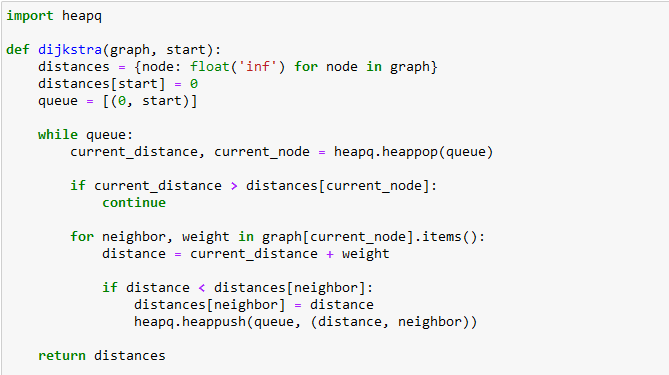 import heapq
def dijkstra(graph, start):
    distances = {node: float('inf') for node in graph}
    distances[start] = 0
    queue = [(0, start)]
    while queue:
        current_distance, current_node = heapq.heappop(queue)
        if current_distance > distances[current_node]:
            continue
        for neighbor, weight in graph[current_node].items():
            distance = current_distance + weight
            if distance < distances[neighbor]:
                distances[neighbor] = distance
                heapq.heappush(queue, (distance, neighbor))
    return distances